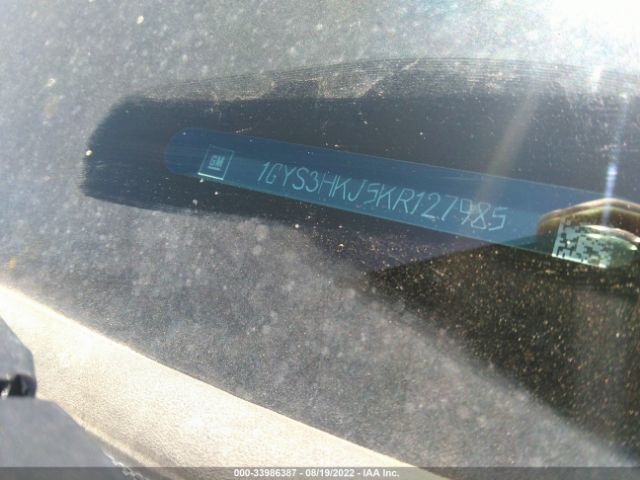 GM
1GYS3HKJ5KR127985
000-33986387 - 08/19/2022 - IAA Inc.